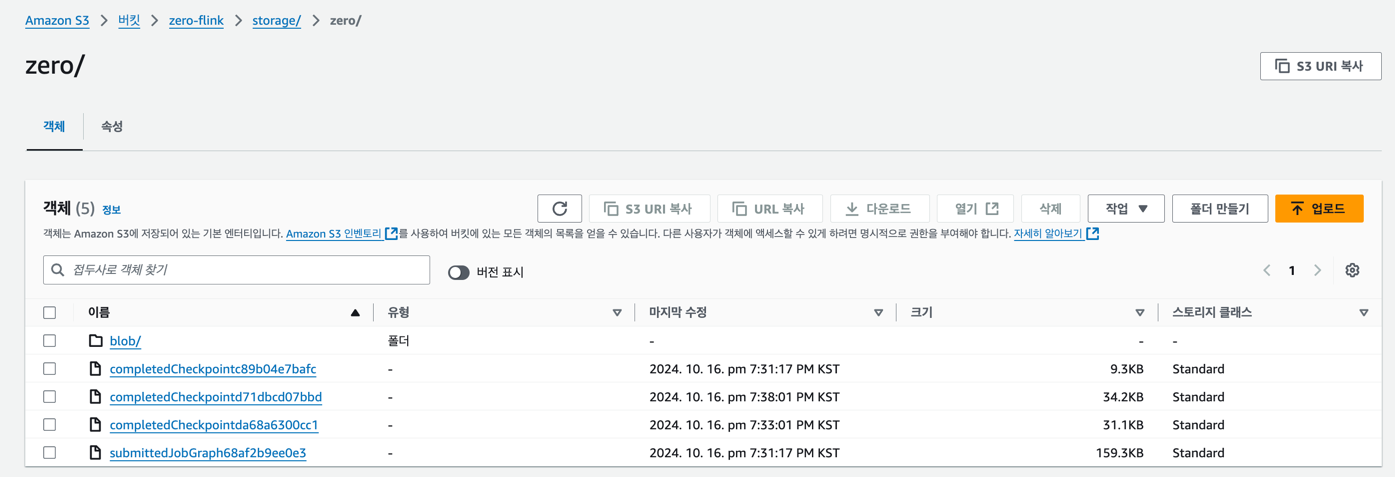 Amazon S3 > 버킷 > zero-flink > storage/ > zero/
zero/
S3 URI 복사
객체 속성
객체 (5) 정보
S3 URI 복사 URL 복사 다운로드 열기 삭제 작업 ▼ 폴더 만들기 업로드
객체는 Amazon S3에 저장되어 있는 기본 엔터티입니다. Amazon S3 인벤토리를 사용하여 버킷에 있는 모든 객체의 목록을 얻을 수 있습니다. 다른 사용자가 객체에 액세스할 수 있게 하려면 명시적으로 권한을 부여해야 합니다. 자세히 알아보기
접두사로 객체 찾기 버전 표시 < 1 >
이름 유형 마지막 수정 크기 스토리지 클래스
blob/ 폴더 - - -
completedCheckpointc89b04e7bafc - 2024. 10. 16. pm 7:31:17 PM KST 9.3KB Standard
completedCheckpointd71dbcd07bbd - 2024. 10. 16. pm 7:38:01 PM KST 34.2KB Standard
completedCheckpointda68a6300cc1 - 2024. 10. 16. pm 7:33:01 PM KST 31.1KB Standard
submittedJobGraph68af2b9ee0e3 - 2024. 10. 16. pm 7:31:17 PM KST 159.3KB Standard